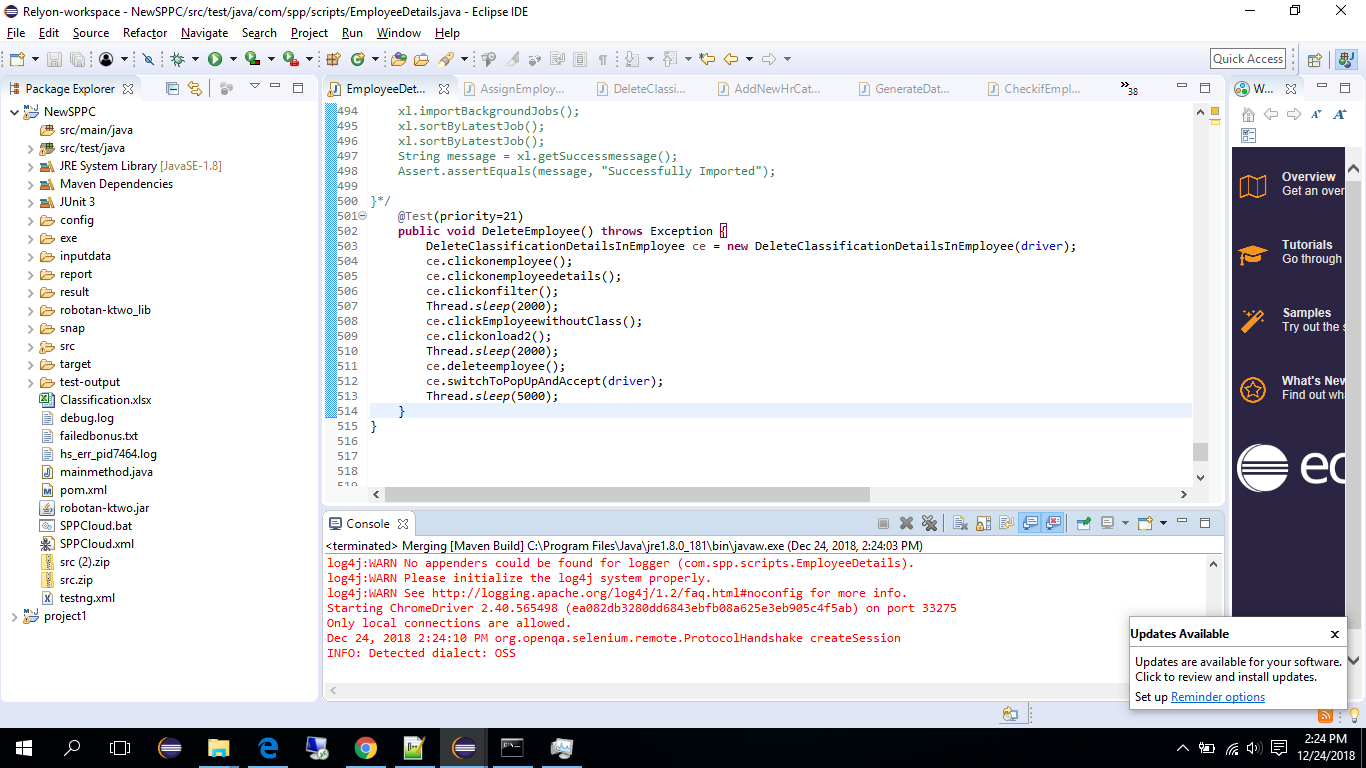 Relyon-workspace - NewSPPC/src/test/java/com/spp/scripts/EmployeeDetails.java - Eclipse IDE
File Edit Source Refactor Navigate Search Project Run Window Help
Quick Access
Package Explorer
NewSPPC
src/main/java
src/test/java
JRE System Library [JavaSE-1.8]
Maven Dependencies
JUnit 3
config
exe
inputdata
report
result
robotan-ktwo_lib
snap
src
target
test-output
Classification.xlsx
debug.log
failedbonus.txt
hs_err_pid7464.log
mainmethod.java
pom.xml
robotan-ktwo.jar
SPPCloud.bat
SPPCloud.xml
src (2).zip
src.zip
testng.xml
project1
EmployeeDet... AssignEmploy... DeleteClassi... AddNewHrCat... GenerateDat... CheckifEmpl... »38
494 xl.importBackgroundJobs();
495 xl.sortByLatestJob();
496 xl.sortByLatestJob();
497 String message = xl.getSuccessmessage();
498 Assert.assertEquals(message, "Successfully Imported");
499
500 }*/
501 @Test(priority=21)
502 public void DeleteEmployee() throws Exception {
503 DeleteClassificationDetailsInEmployee ce = new DeleteClassificationDetailsInEmployee(driver);
504 ce.clickonemployee();
505 ce.clickonemployeedetails();
506 ce.clickonfilter();
507 Thread.sleep(2000);
508 ce.clickEmployeewithoutClass();
509 ce.clickonload2();
510 Thread.sleep(2000);
511 ce.deleteemployee();
512 ce.switchToPopUpAndAccept(driver);
513 Thread.sleep(5000);
514 }
515 }
516
517
518
519
Console
<terminated> Merging [Maven Build] C:\Program Files\Java\jre1.8.0_181\bin\javaw.exe (Dec 24, 2018, 2:24:03 PM)
log4j:WARN No appenders could be found for logger (com.spp.scripts.EmployeeDetails).
log4j:WARN Please initialize the log4j system properly.
log4j:WARN See http://logging.apache.org/log4j/1.2/faq.html#noconfig for more info.
Starting ChromeDriver 2.40.565498 (ea082db3280dd6843ebfb08a625e3eb905c4f5ab) on port 33275
Only local connections are allowed.
Dec 24, 2018 2:24:10 PM org.openqa.selenium.remote.ProtocolHandshake createSession
INFO: Detected dialect: OSS
W...
Overview
Get an over
Tutorials
Go through
Samples
Try out the s
What's New
Find out wh
ec
Updates Available
Updates are available for your software.
Click to review and install updates.
Set up Reminder options
2:24 PM
12/24/2018